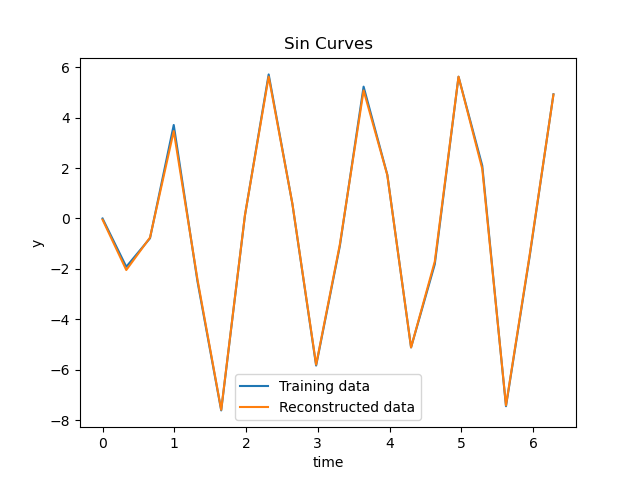 Sin Curves
6
4
2
0
−2
−4
−6
−8
y
Training data
Reconstructed data
0 1 2 3 4 5 6
time